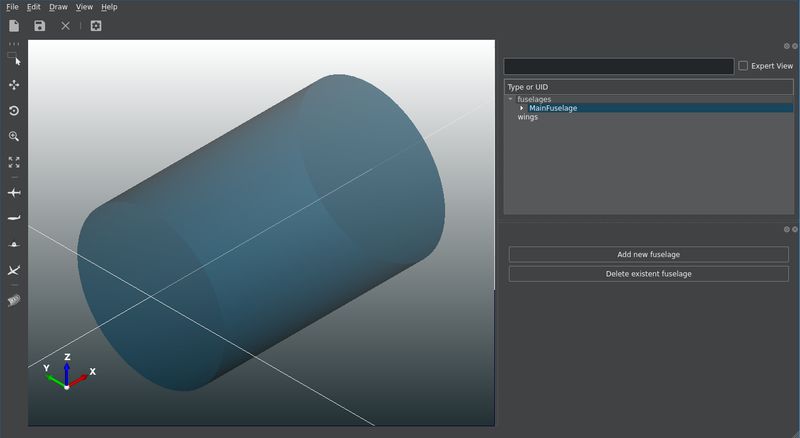 File Edit Draw View Help
Expert View
Type or UID
fuselages
MainFuselage
wings
Add new fuselage
Delete existent fuselage
Z
Y
X